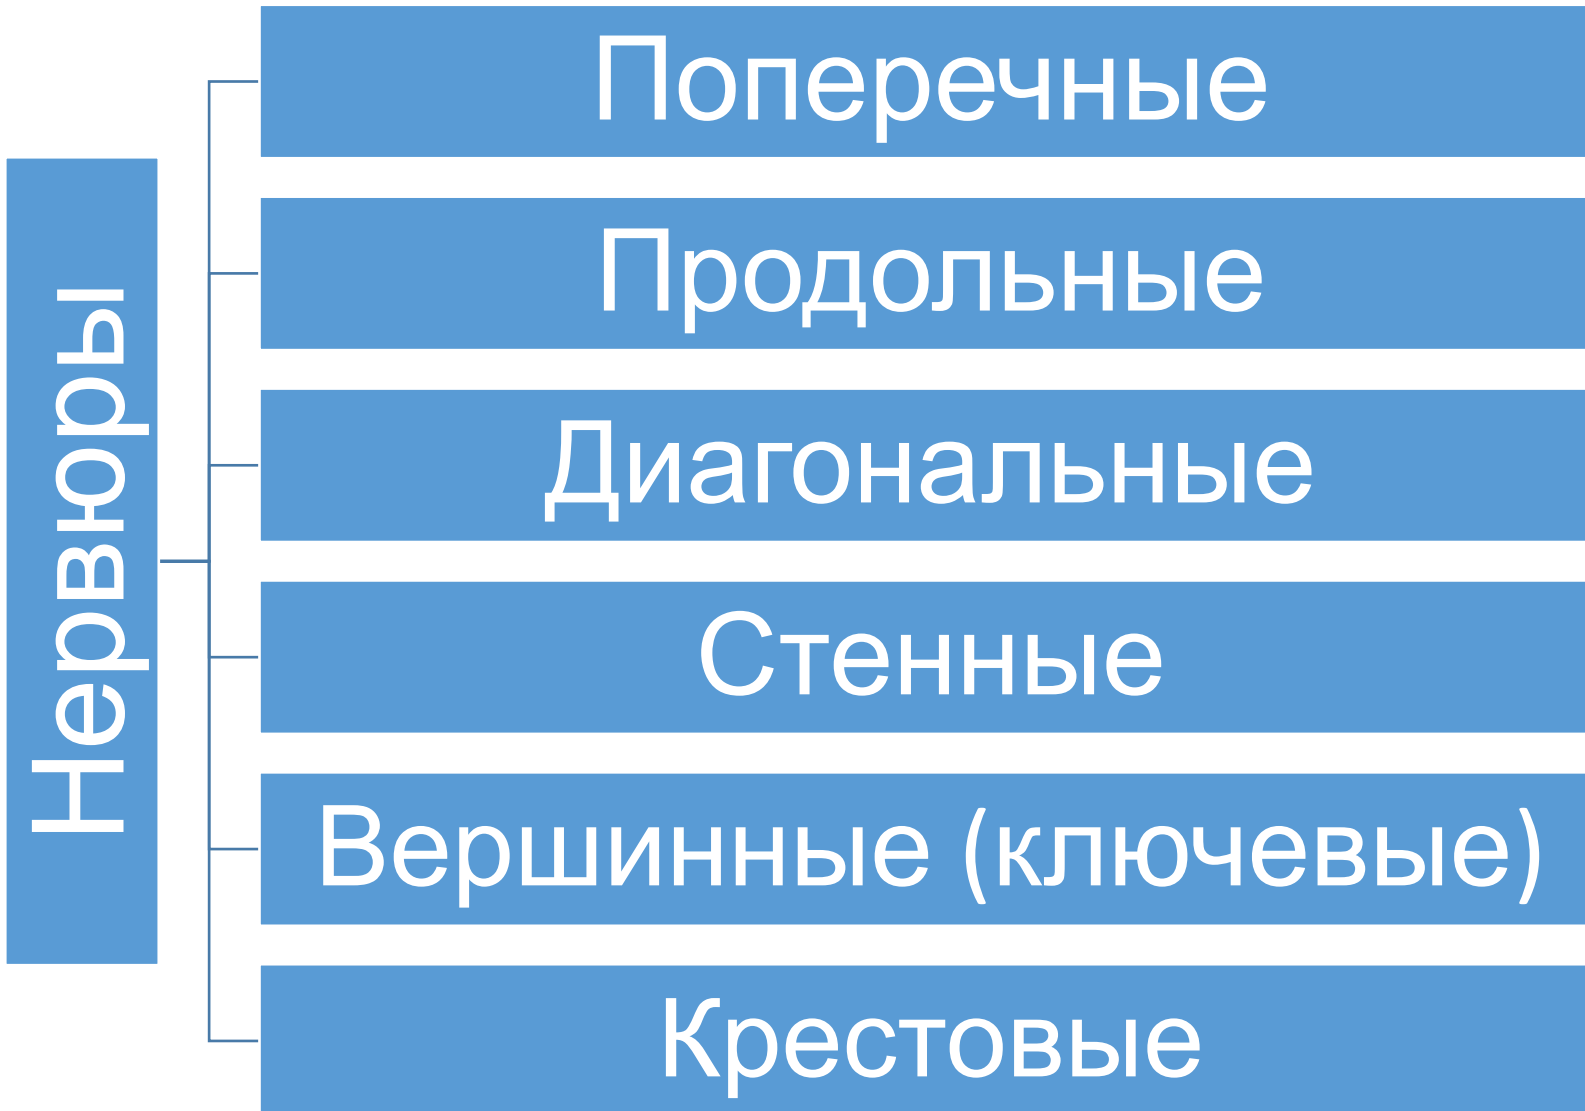 Нервюры
Поперечные
Продольные
Диагональные
Стенные
Вершинные (ключевые)
Крестовые